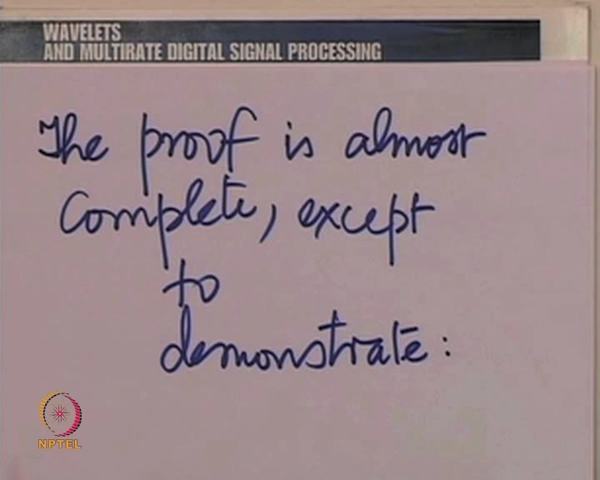 WAVELETS
AND MULTIRATE DIGITAL SIGNAL PROCESSING
The proof is almost
complete, except
to
demonstrate:
NPTEL